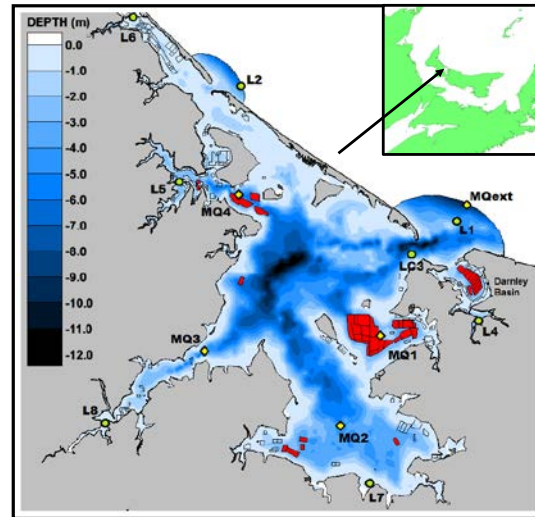 DEPTH (m)
0.0
-1.0
-2.0
-3.0
-4.0
-5.0
-6.0
-7.0
-8.0
-9.0
-10.0
-11.0
-12.0
L6
L2
L5
MQ4
MQext
L1
LC3
Darnley
Basin
L4
MQ1
MQ3
L8
MQ2
L7